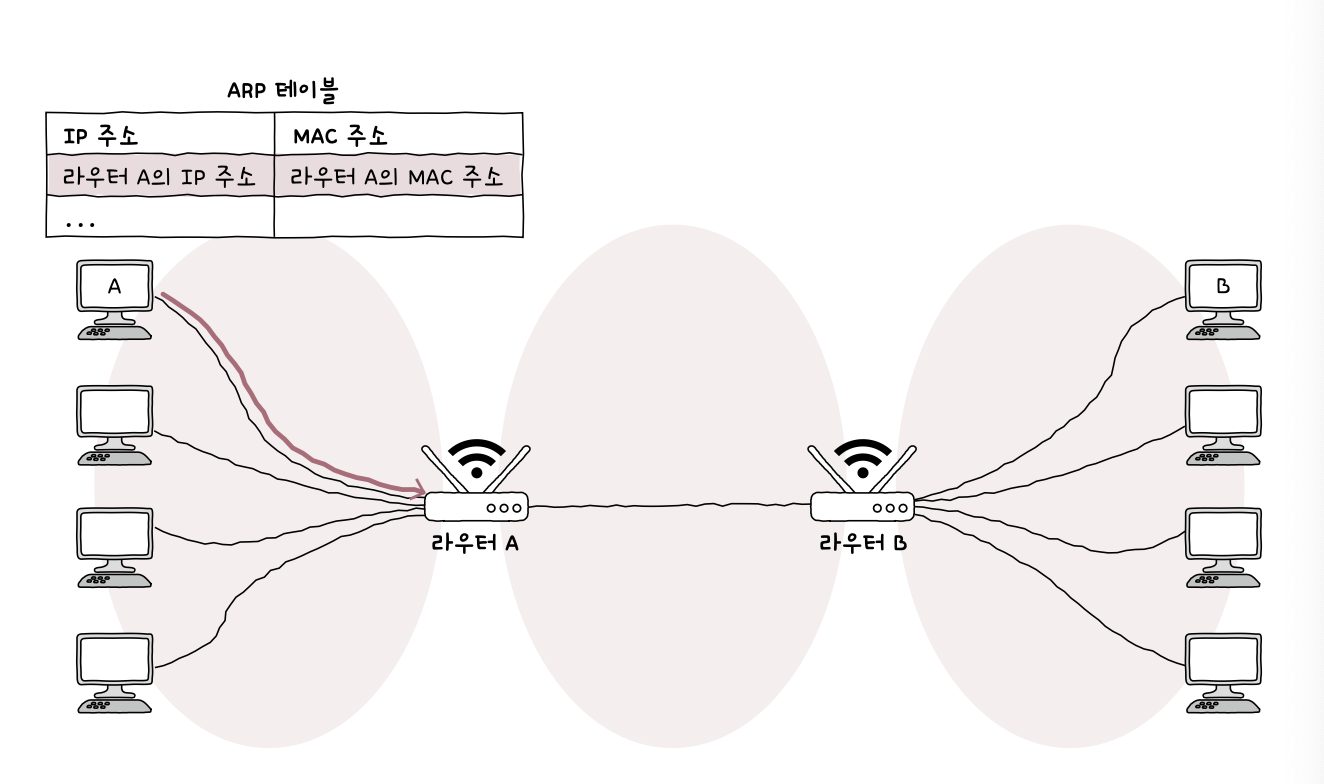 ARP 테이블
IP 주소 MAC 주소
라우터 A의 IP 주소 라우터 A의 MAC 주소
...
A B
라우터 A 라우터 B